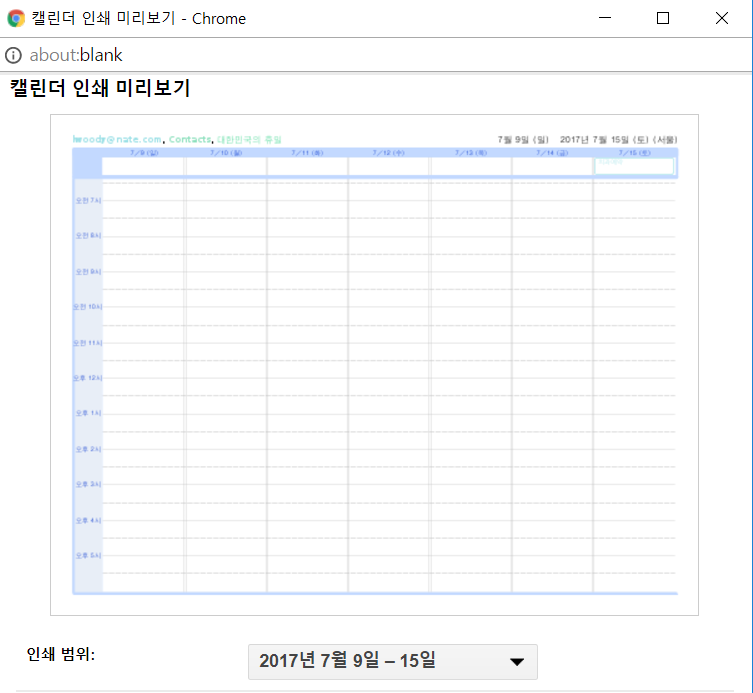 캘린더 인쇄 미리보기 - Chrome
about:blank
캘린더 인쇄 미리보기
lwoody@nate.com, Contacts, 대한민국의 휴일
7월 9일 (일) 2017년 7월 15일 (토) (서울)
7/9 (일) 7/10 (월) 7/11 (화) 7/12 (수) 7/13 (목) 7/14 (금) 7/15 (토)
오전 7시
오전 8시
오전 9시
오전 10시
오전 11시
오후 12시
오후 1시
오후 2시
오후 3시
오후 4시
오후 5시
인쇄 범위:
2017년 7월 9일 – 15일